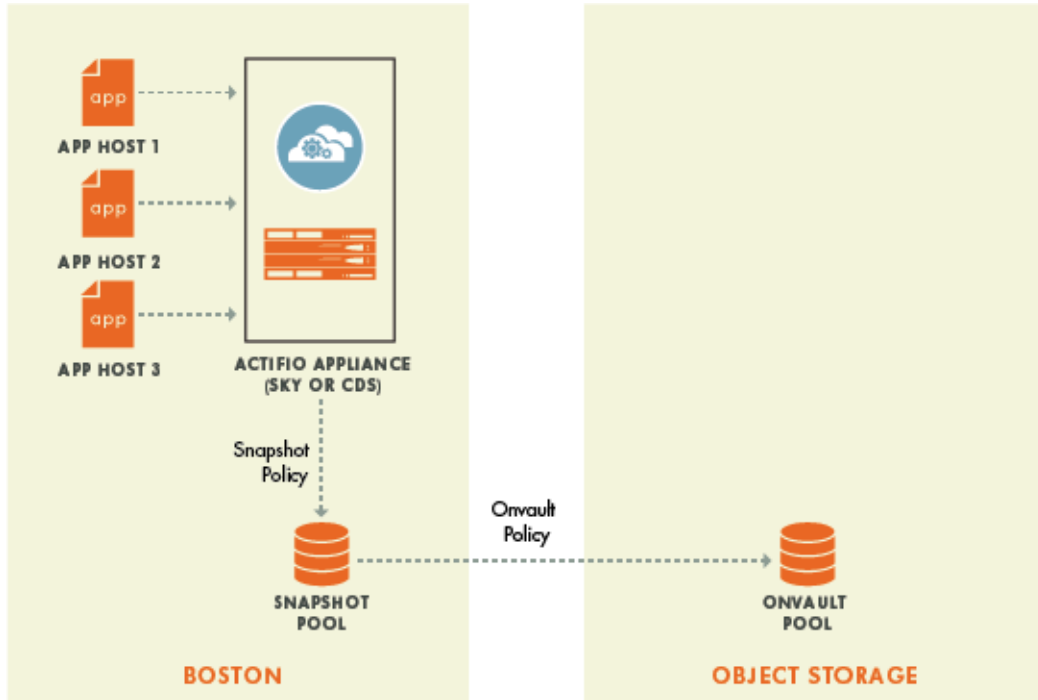 app
APP HOST 1
app
APP HOST 2
app
APP HOST 3
ACTIFIO APPLIANCE
(SKY OR CDS)
Snapshot
Policy
Onvault
Policy
SNAPSHOT
POOL
ONVAULT
POOL
BOSTON
OBJECT STORAGE